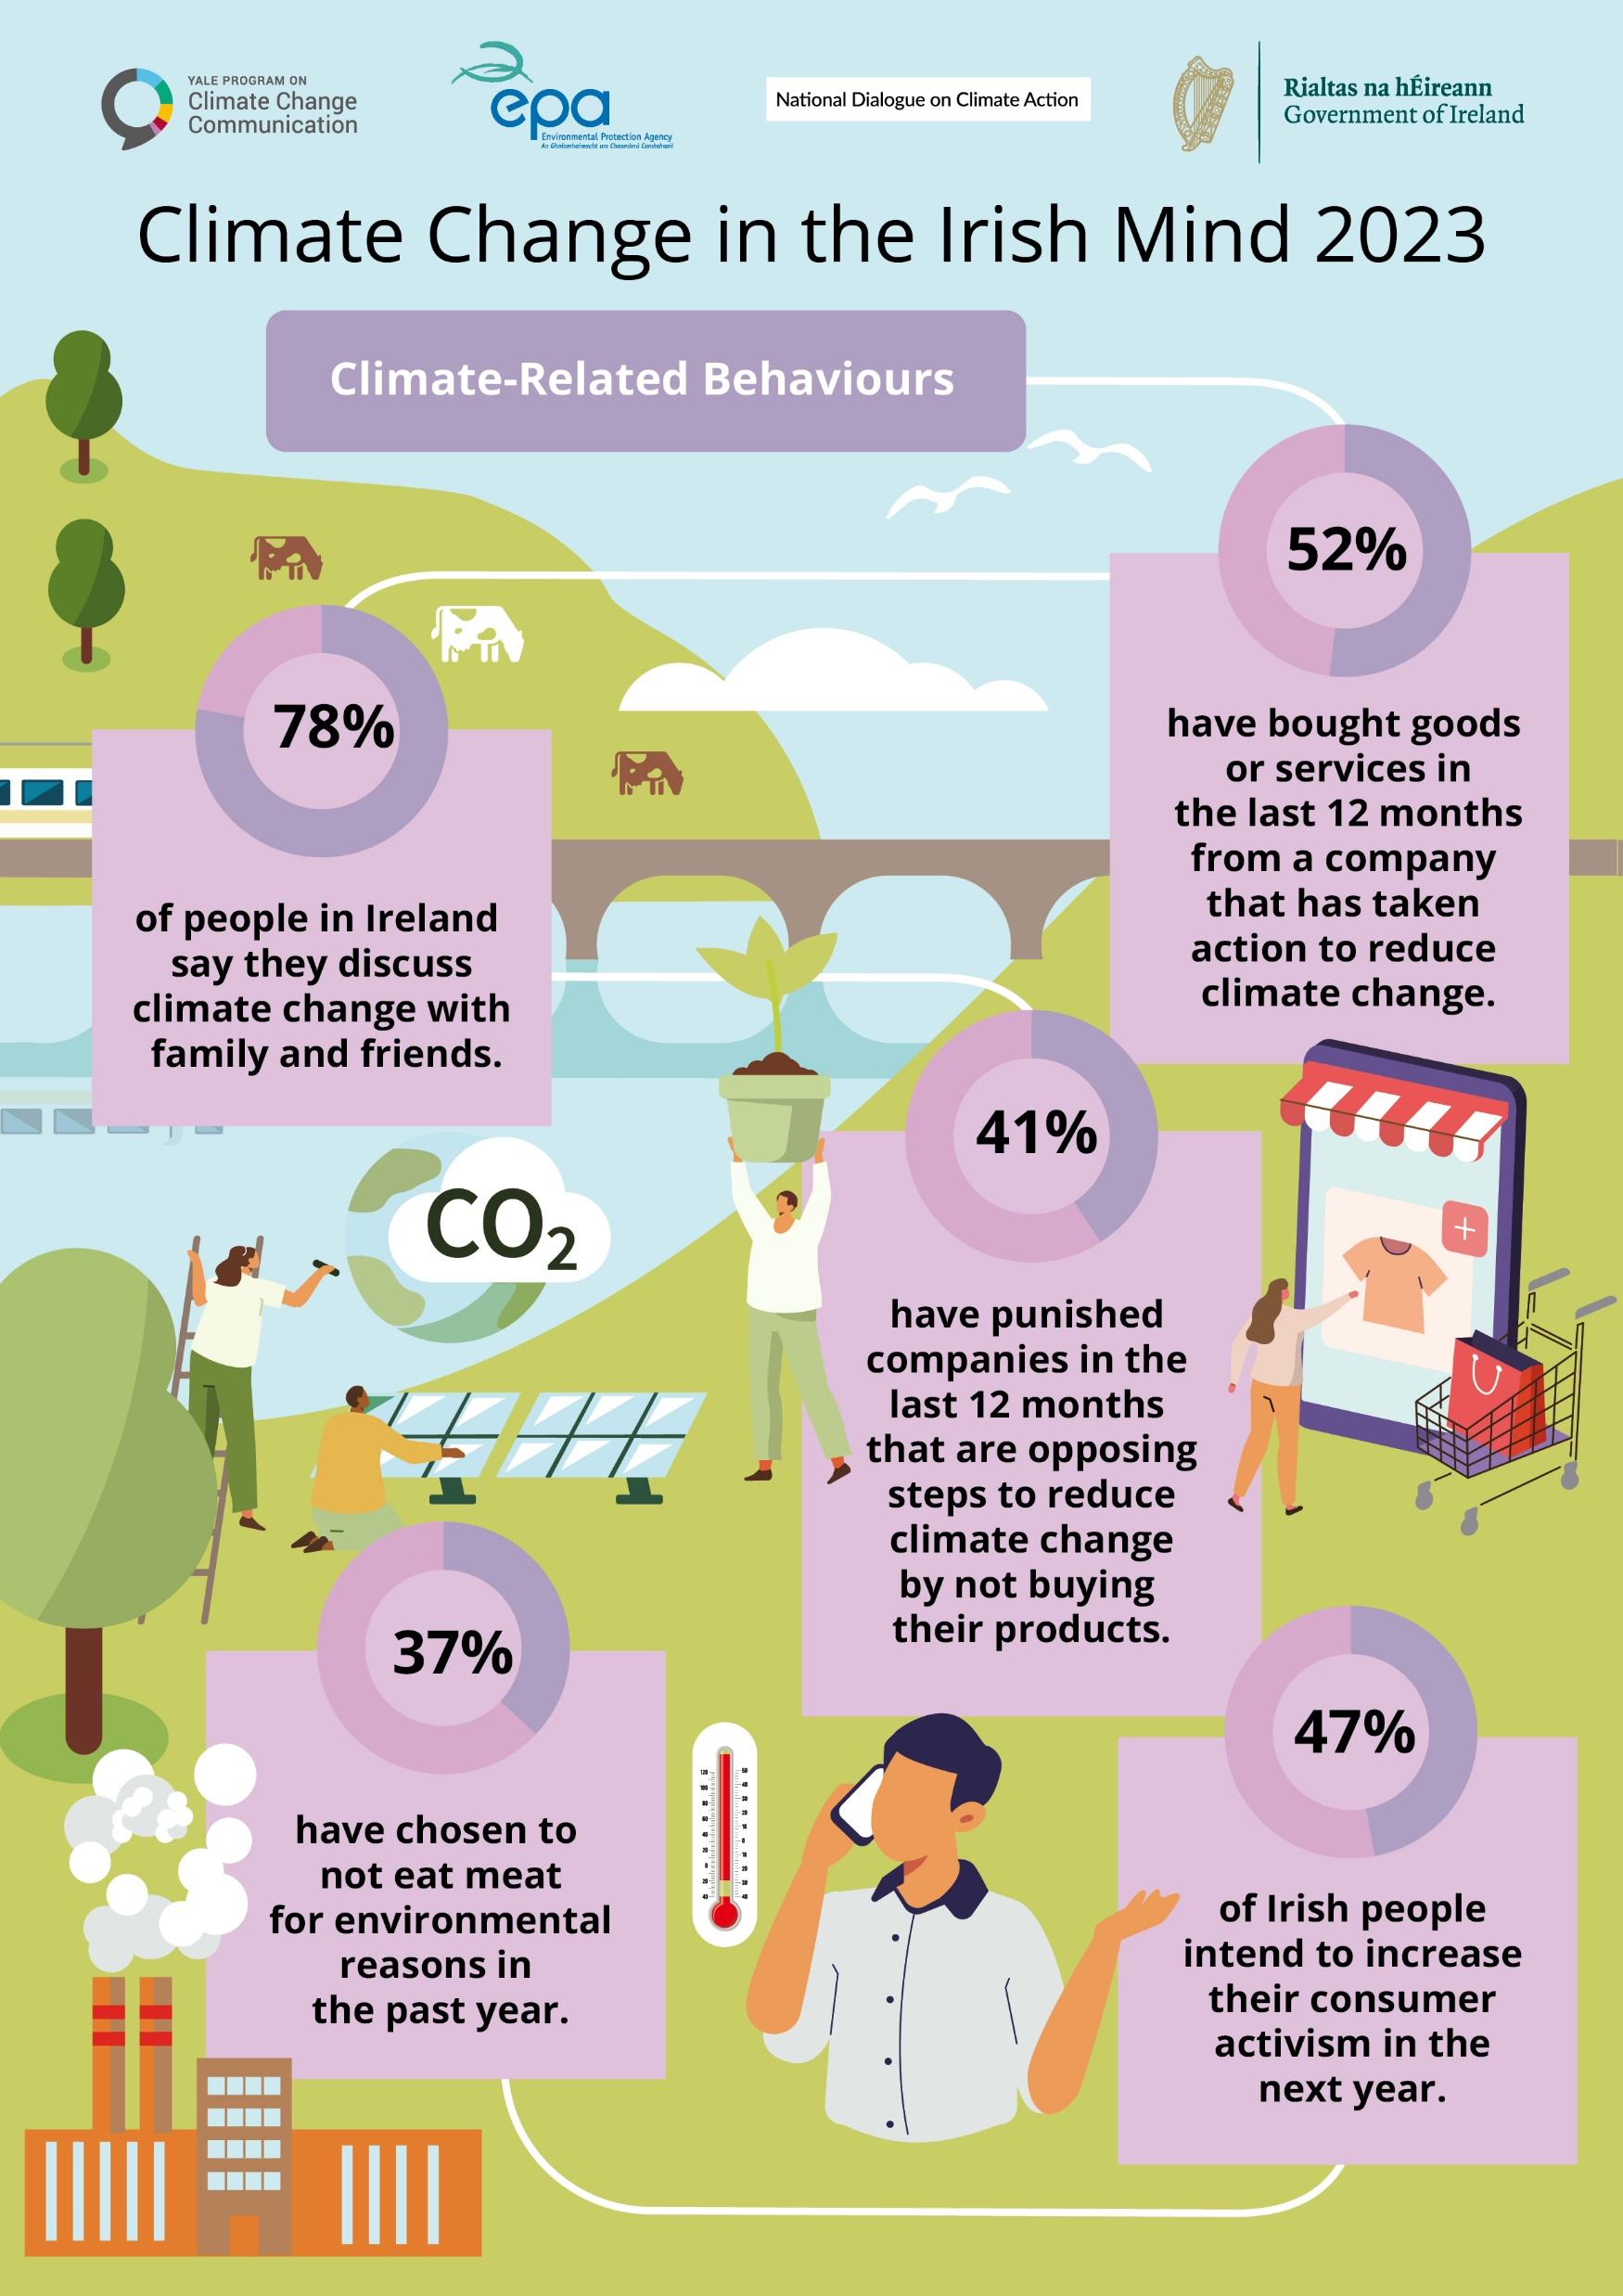 YALE PROGRAM ON
Climate Change
Communication
epa
Environmental Protection Agency
National Dialogue on Climate Action
Rialtas na hÉireann
Government of Ireland
Climate Change in the Irish Mind 2023
Climate-Related Behaviours
52%
have bought goods
or services in
the last 12 months
from a company
that has taken
action to reduce
climate change.
78%
of people in Ireland
say they discuss
climate change with
family and friends.
41%
have punished
companies in the
last 12 months
that are opposing
steps to reduce
climate change
by not buying
their products.
CO₂
37%
have chosen to
not eat meat
for environmental
reasons in
the past year.
47%
of Irish people
intend to increase
their consumer
activism in the
next year.